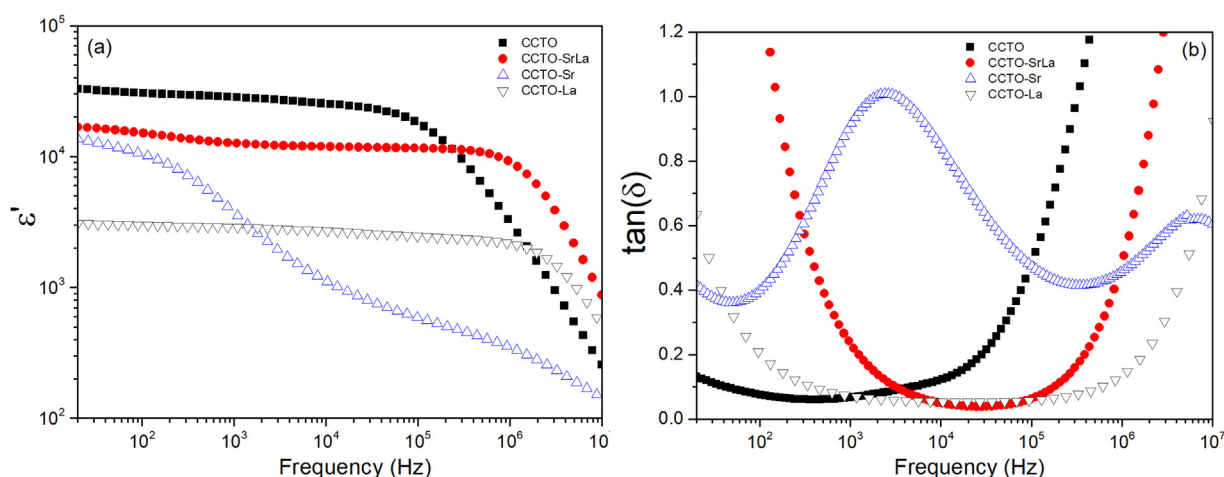 (a)
CCTO
CCTO-SrLa
CCTO-Sr
CCTO-La
10^5
10^4
10^3
10^2
ε'
10^2
10^3
10^4
10^5
10^6
10
Frequency (Hz)
(b)
CCTO
CCTO-SrLa
CCTO-Sr
CCTO-La
1.2
1.0
0.8
0.6
0.4
0.2
0.0
tan(δ)
10^2
10^3
10^4
10^5
10^6
10^7
Frequency (Hz)